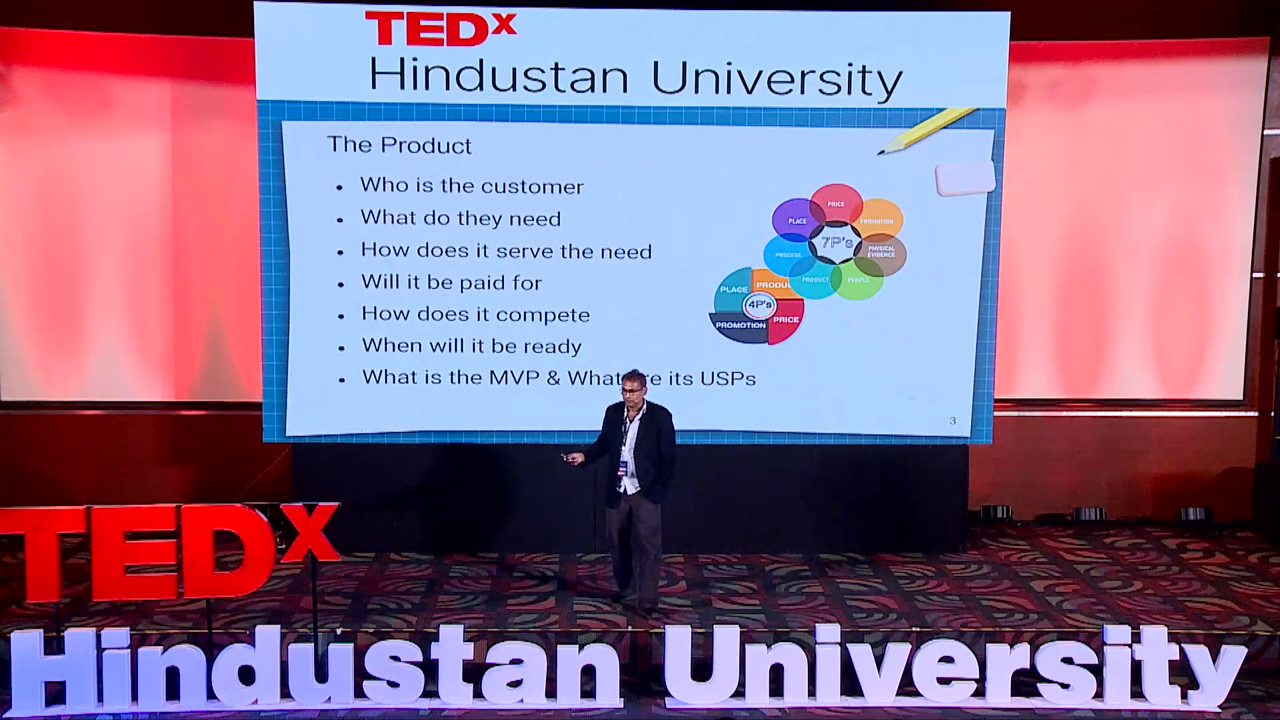 TEDx
Hindustan University
The Product
• Who is the customer
• What do they need
• How does it serve the need
• Will it be paid for
• How does it compete
• When will it be ready
• What is the MVP & What re its USPs
PRICE
PLACE
PROMOTION
7P's
PROCESS
PHYSICAL
EVIDENCE
PRODUCT
PEOPLE
PLACE
PRODU
4P's
PROMOTION
PRICE
3
TEDx
Hindustan University